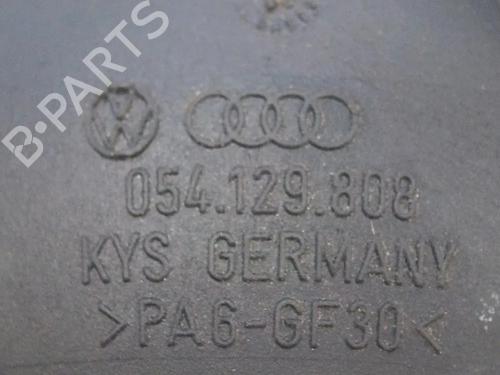 B-PARTS
054.129.808
KYS GERMANY
>PA6-GF30<